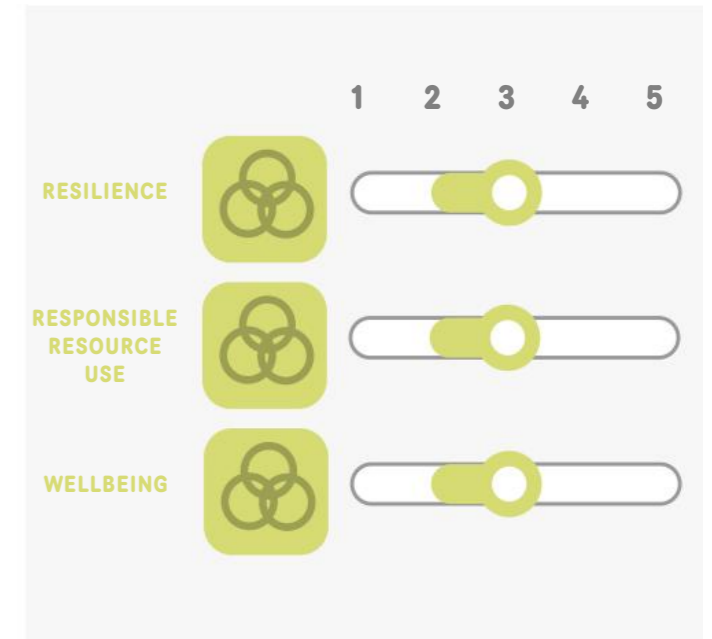 1 2 3 4 5
RESILIENCE
RESPONSIBLE
RESOURCE
USE
WELLBEING